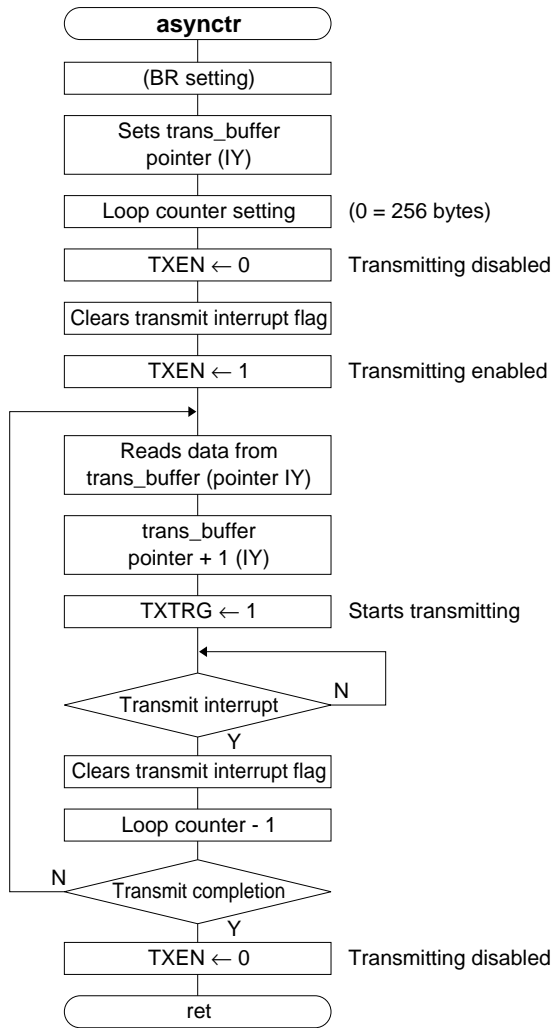 asynctr
(BR setting)
Sets trans_buffer
pointer (IY)
Loop counter setting (0 = 256 bytes)
TXEN ← 0 Transmitting disabled
Clears transmit interrupt flag
TXEN ← 1 Transmitting enabled
Reads data from
trans_buffer (pointer IY)
trans_buffer
pointer + 1 (IY)
TXTRG ← 1 Starts transmitting
N
Transmit interrupt
Y
Clears transmit interrupt flag
Loop counter - 1
N
Transmit completion
Y
TXEN ← 0 Transmitting disabled
ret